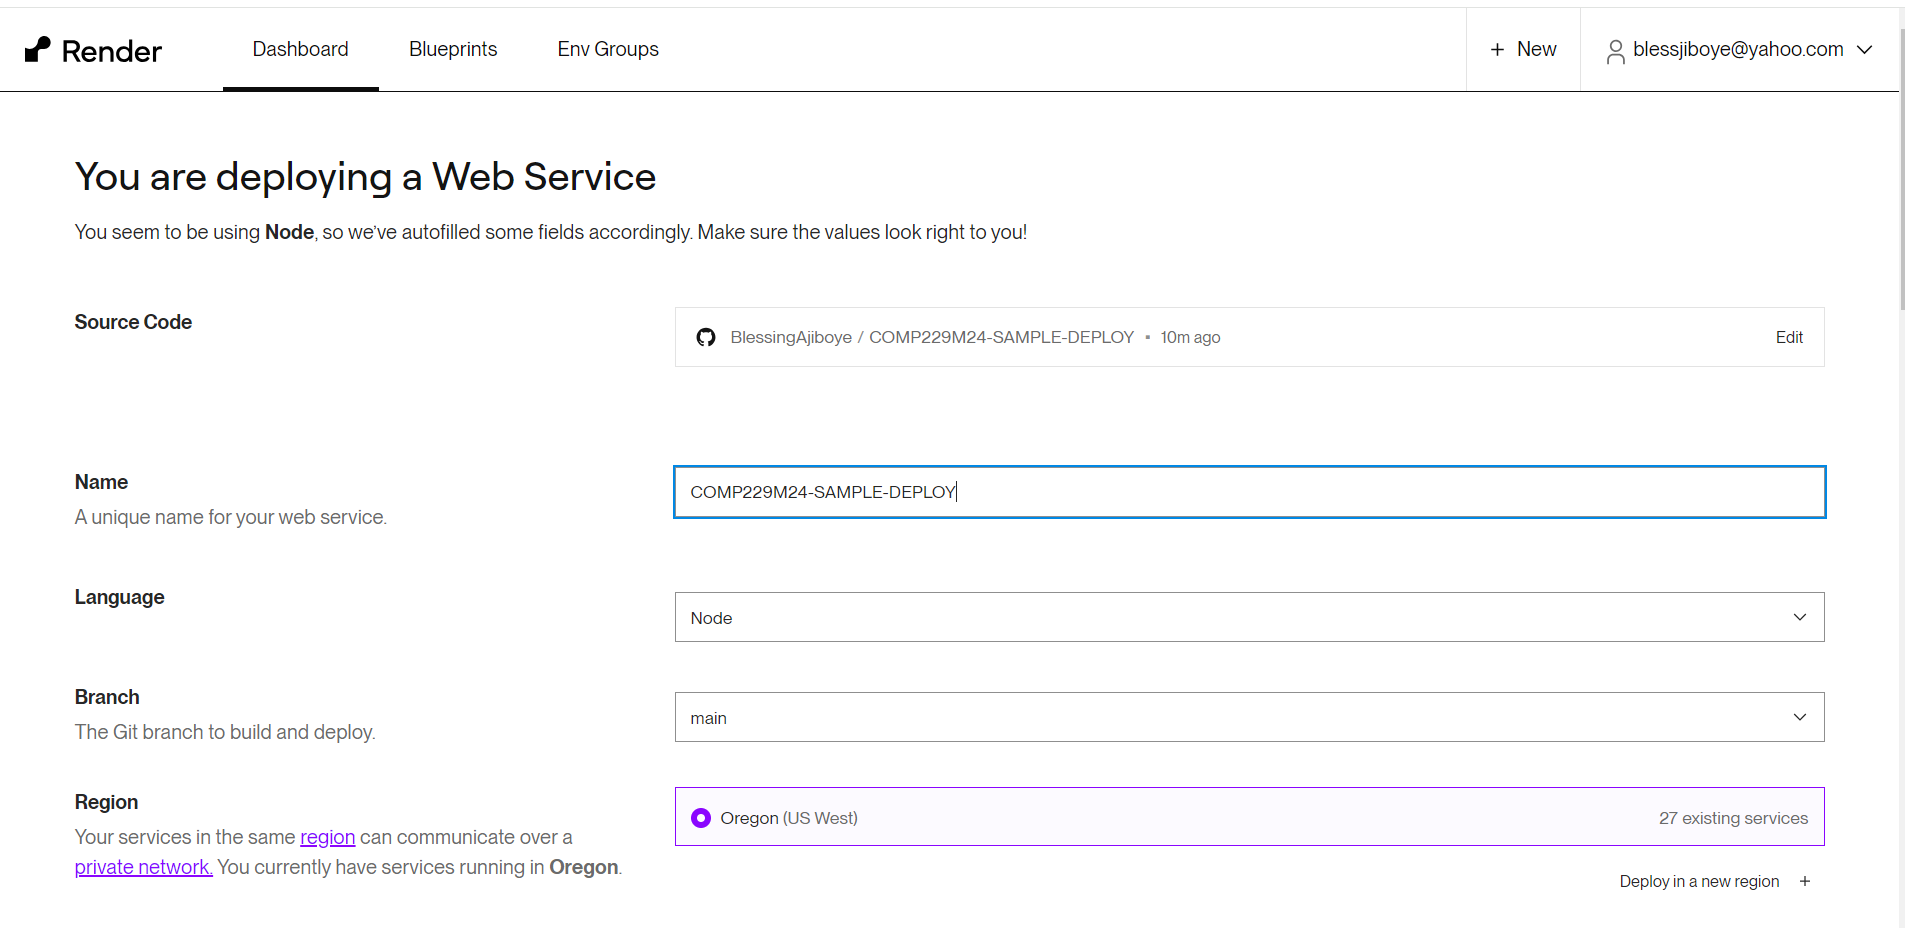 Render
Dashboard
Blueprints
Env Groups
+ New
blessjiboye@yahoo.com
You are deploying a Web Service
You seem to be using Node, so we've autofilled some fields accordingly. Make sure the values look right to you!
Source Code
BlessingAjiboye / COMP229M24-SAMPLE-DEPLOY • 10m ago
Edit
Name
A unique name for your web service.
COMP229M24-SAMPLE-DEPLOY
Language
Node
Branch
The Git branch to build and deploy.
main
Region
Your services in the same region can communicate over a
private network. You currently have services running in Oregon.
Oregon (US West)
27 existing services
Deploy in a new region +